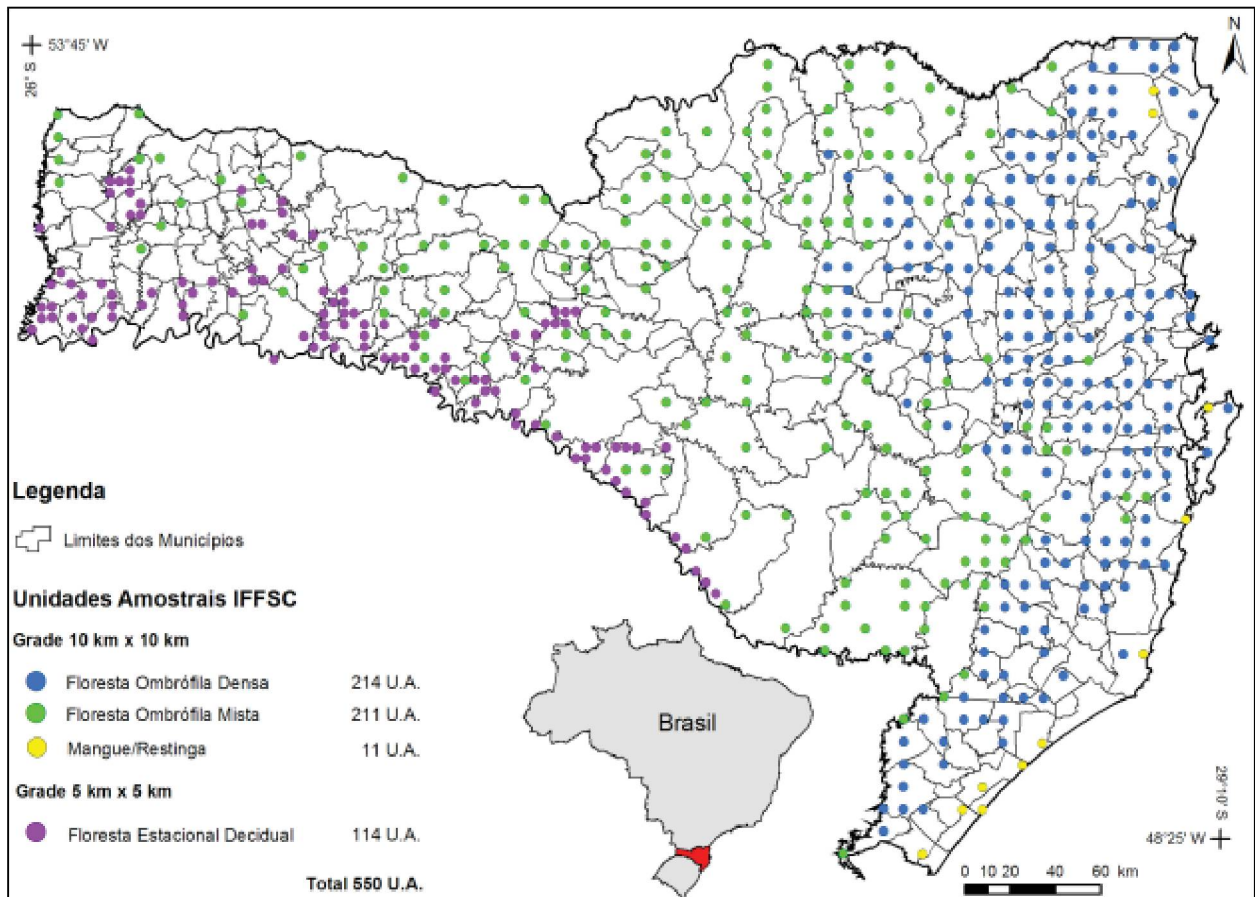 N
53°45' W
26° S
Legenda
Limites dos Municípios
Unidades Amostrais IFFSC
Grade 10 km x 10 km
Floresta Ombrófila Densa 214 U.A.
Floresta Ombrófila Mista 211 U.A.
Mangue/Restinga 11 U.A.
Grade 5 km x 5 km
Floresta Estacional Decidual 114 U.A.
Total 550 U.A.
Brasil
29°10' S
48°25' W
0 10 20 40 60 km